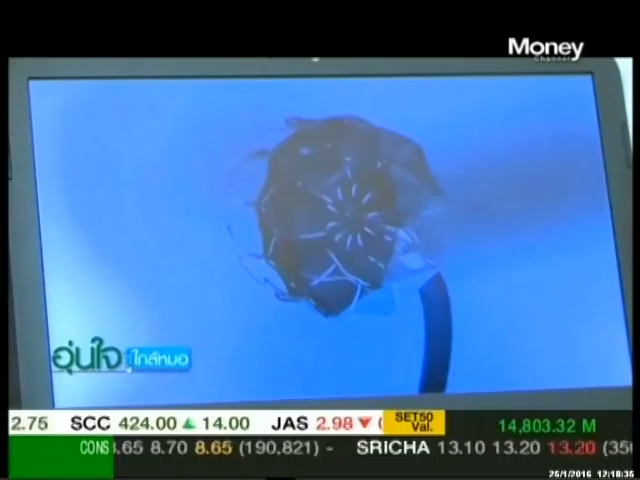 Money
Channel
อุ่นใจ ใกล้หมอ
2.75 SCC 424.00 ▲ 14.00 JAS 2.98 ▼ ( SET50 Val. 14,803.32 M
CONS .65 8.70 8.65 (190,821) - SRICHA 13.10 13.20 13.20 (35
26/1/2016 12:18:36